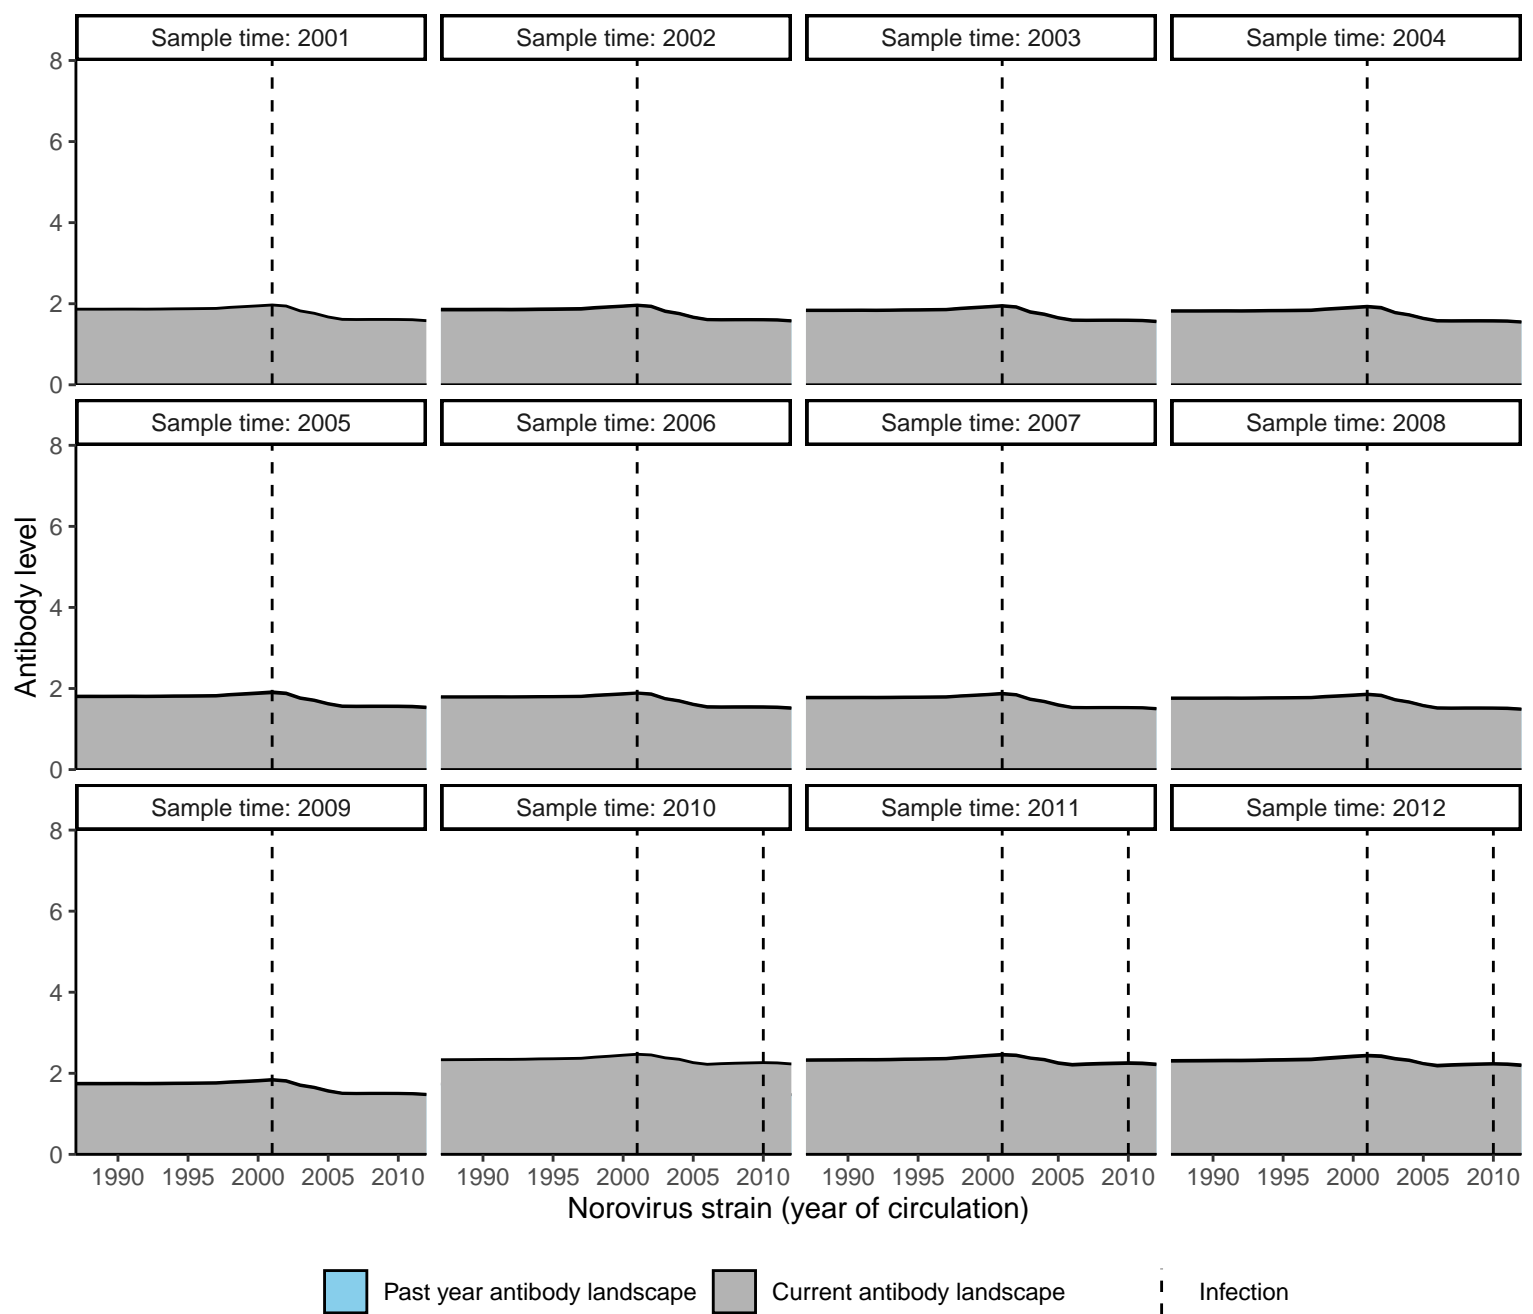 Sample time: 2001
Sample time: 2002
Sample time: 2003
Sample time: 2004
8
6
4
2
0
Sample time: 2005
Sample time: 2006
Sample time: 2007
Sample time: 2008
8
6
4
2
0
Antibody level
Sample time: 2009
Sample time: 2010
Sample time: 2011
Sample time: 2012
8
6
4
2
0
1990 1995 2000 2005 2010
1990 1995 2000 2005 2010
1990 1995 2000 2005 2010
1990 1995 2000 2005 2010
Norovirus strain (year of circulation)
Past year antibody landscape
Current antibody landscape
Infection